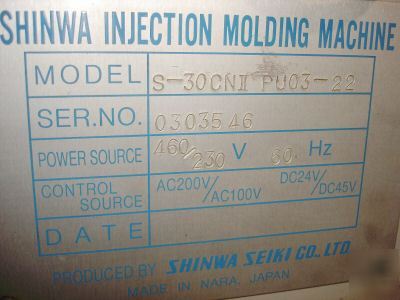 SHINWA INJECTION MOLDING MACHINE
MODEL S-30CNII PU03-22
SER.NO. 0303546
POWER SOURCE 460/230 V 60 Hz
CONTROL SOURCE AC200V/AC100V DC24V/DC45V
DATE
PRODUCED BY SHINWA SEIKI CO., LTD.
MADE IN NARA, JAPAN